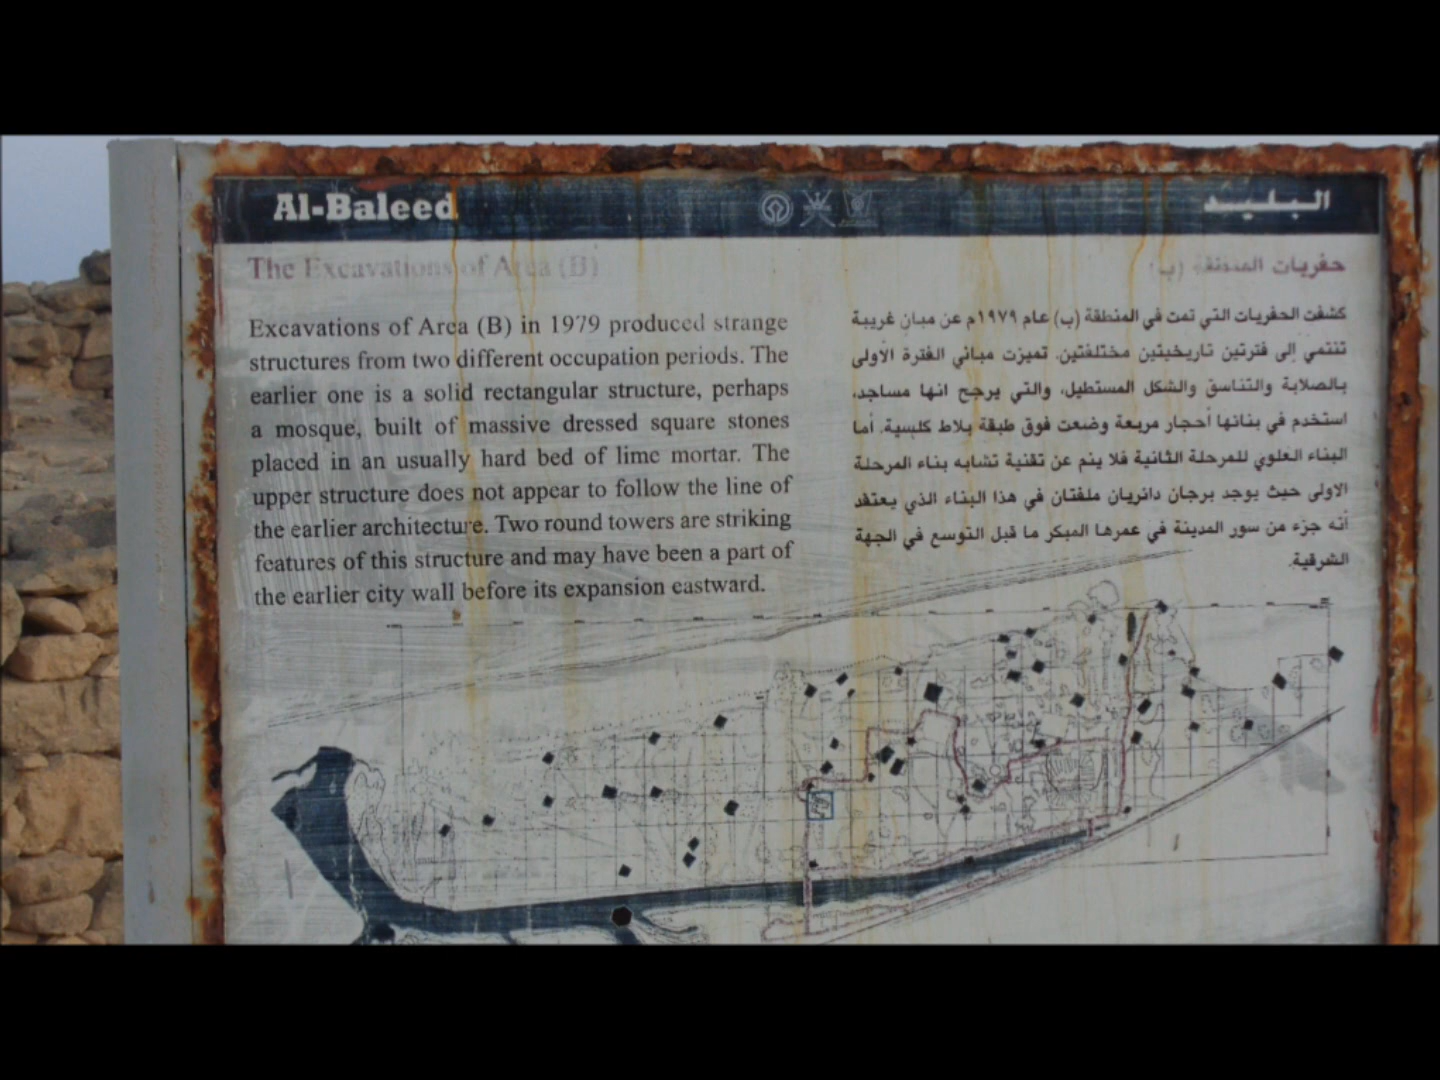 Al-Baleed
البليد
The Excavations of Area (B)
Excavations of Area (B) in 1979 produced strange
structures from two different occupation periods. The
earlier one is a solid rectangular structure, perhaps
a mosque, built of massive dressed square stones
placed in an usually hard bed of lime mortar. The
upper structure does not appear to follow the line of
the earlier architecture. Two round towers are striking
features of this structure and may have been a part of
the earlier city wall before its expansion eastward.
حفريات المنطقة (ب)
كشفت الحفريات التي تمت في المنطقة (ب) عام ١٩٧٩م عن مبان غريبة
تنتمي إلى فترتين تاريخيتين مختلفتين. تميزت مباني الفترة الأولى
بالصلابة والتناسق والشكل المستطيل، والتي يرجح انها مساجد،
استخدم في بنائها أحجار مربعة وضعت فوق طبقة بلاط كلسية. أما
البناء العلوي للمرحلة الثانية فلا ينم عن تقنية تشابه بناء المرحلة
الاولى حيث يوجد برجان دائريان ملفتان في هذا البناء الذي يعتقد
أنه جزء من سور المدينة في عمرها المبكر ما قبل التوسع في الجهة
الشرقية.